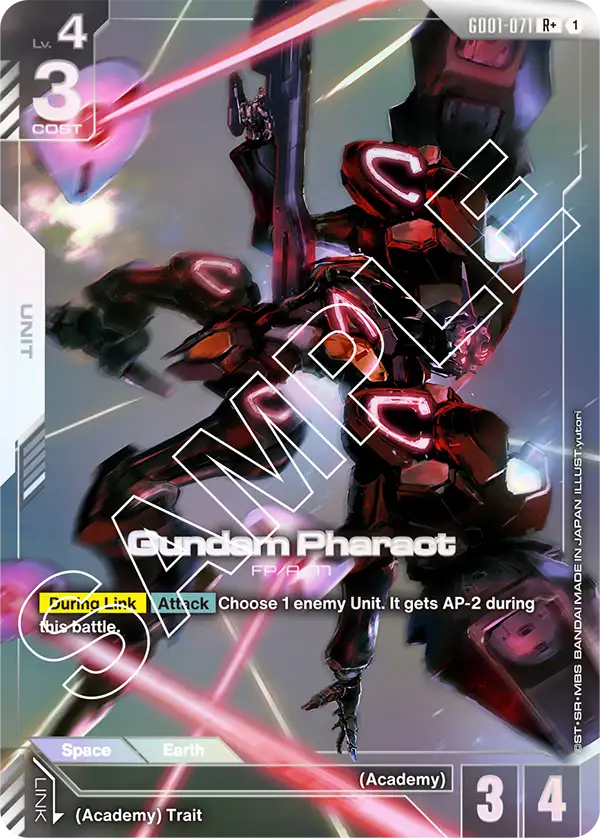 Lv. 4
3
COST
GD01-071 R+ 1
UNIT
SAMPLE
Gundam Pharact
FP/A-77
During Link Attack Choose 1 enemy Unit. It gets AP-2 during
this battle.
©ST・SR・MBS BANDAI MADE IN JAPAN ILLUST.yutori
Space Earth
(Academy)
LINK
(Academy) Trait
3 4